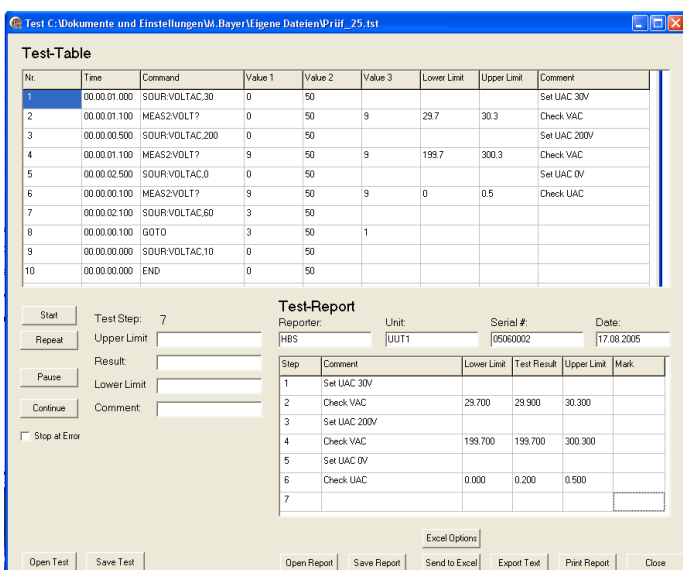 Test C:\Dokumente und Einstellungen\M.Bayer\Eigene Dateien\Prüf_25.tst
Test-Table
Nr. Time Command Value 1 Value 2 Value 3 Lower Limit Upper Limit Comment
1 00.00.01.000 SOUR:VOLTAC,30 0 50 Set UAC 30V
2 00.00.01.100 MEAS2:VOLT? 0 50 9 29.7 30.3 Check VAC
3 00.00.00.500 SOUR:VOLTAC,200 0 50 Set UAC 200V
4 00.00.01.100 MEAS2:VOLT? 9 50 9 199.7 300.3 Check VAC
5 00.00.02.500 SOUR:VOLTAC,0 0 50 Set UAC 0V
6 00.00.00.100 MEAS2:VOLT? 9 50 9 0 0.5 Check UAC
7 00.00.02.100 SOUR:VOLTAC,60 3 50
8 00.00.00.100 GOTO 3 50 1
9 00.00.00.000 SOUR:VOLTAC,10 0 50
10 00.00.00.000 END 0 50
Start
Repeat
Pause
Continue
Stop at Error
Test Step: 7
Upper Limit
Result:
Lower Limit
Comment:
Test-Report
Reporter: Unit: Serial #: Date:
HBS UUT1 05060002 17.08.2005
Step Comment Lower Limit Test Result Upper Limit Mark
1 Set UAC 30V
2 Check VAC 29.700 29.900 30.300
3 Set UAC 200V
4 Check VAC 199.700 199.700 300.300
5 Set UAC 0V
6 Check UAC 0.000 0.200 0.500
7
Excel Options
Open Test Save Test Open Report Save Report Send to Excel Export Text Print Report Close